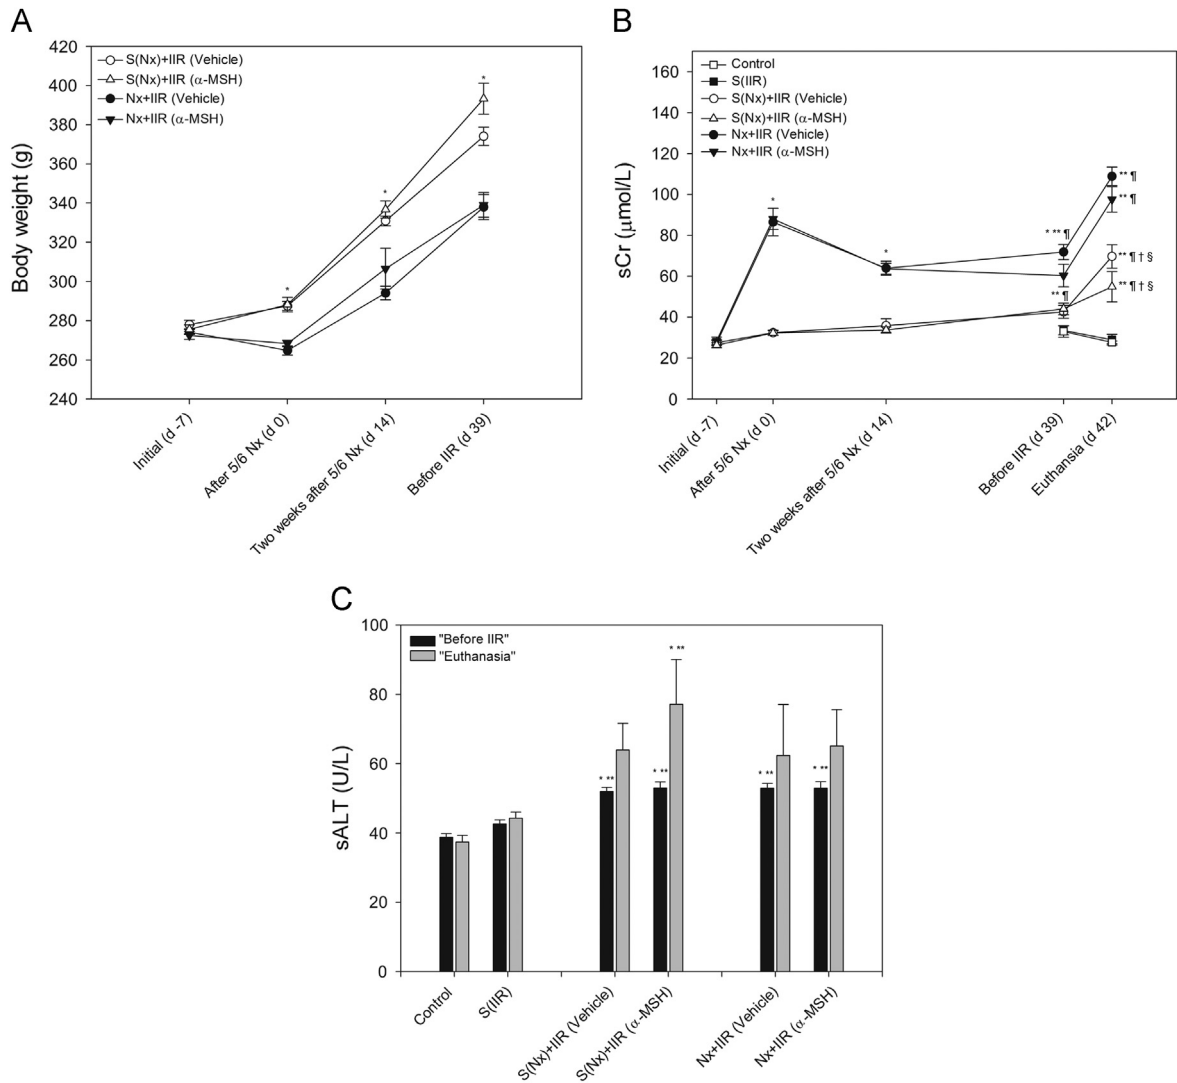 A
B
420
400
380
360
340
320
300
280
260
240
Body weight (g)
S(Nx)+IIR (Vehicle)
S(Nx)+IIR (α-MSH)
Nx+IIR (Vehicle)
Nx+IIR (α-MSH)
*
*
*
Initial (d -7)
After 5/6 Nx (d 0)
Two weeks after 5/6 Nx (d 14)
Before IIR (d 39)
160
140
120
100
80
60
40
20
0
sCr (μmol/L)
Control
S(IIR)
S(Nx)+IIR (Vehicle)
S(Nx)+IIR (α-MSH)
Nx+IIR (Vehicle)
Nx+IIR (α-MSH)
*
*
* ** ¶
** ¶
** ¶
** ¶
** ¶ † §
** ¶ † §
Initial (d -7)
After 5/6 Nx (d 0)
Two weeks after 5/6 Nx (d 14)
Before IIR (d 39)
Euthansia (d 42)
C
100
80
60
40
20
0
sALT (U/L)
"Before IIR"
"Euthanasia"
* **
* **
* **
* **
* **
Control
S(IIR)
S(Nx)+IIR (Vehicle)
S(Nx)+IIR (α-MSH)
Nx+IIR (Vehicle)
Nx+IIR (α-MSH)